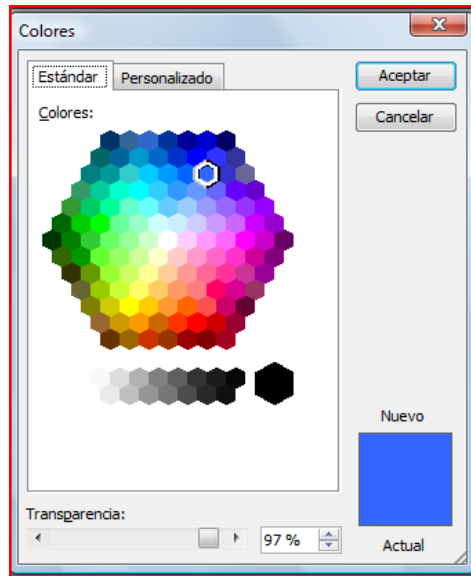 Colores
Estándar Personalizado
Colores:
Aceptar
Cancelar
Nuevo
Actual
Transparencia:
97 %